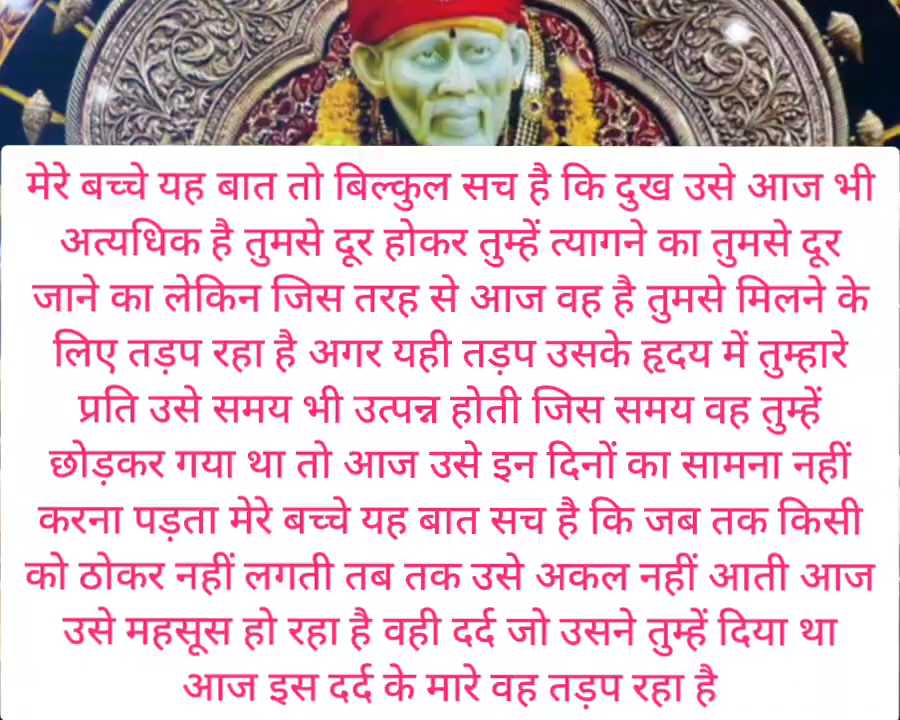 मेरे बच्चे यह बात तो बिल्कुल सच है कि दुख उसे आज भी
अत्यधिक है तुमसे दूर होकर तुम्हें त्यागने का तुमसे दूर
जाने का लेकिन जिस तरह से आज वह है तुमसे मिलने के
लिए तड़प रहा है अगर यही तड़प उसके हृदय में तुम्हारे
प्रति उसे समय भी उत्पन्न होती जिस समय वह तुम्हें
छोड़कर गया था तो आज उसे इन दिनों का सामना नहीं
करना पड़ता मेरे बच्चे यह बात सच है कि जब तक किसी
को ठोकर नहीं लगती तब तक उसे अकल नहीं आती आज
उसे महसूस हो रहा है वही दर्द जो उसने तुम्हें दिया था
आज इस दर्द के मारे वह तड़प रहा है